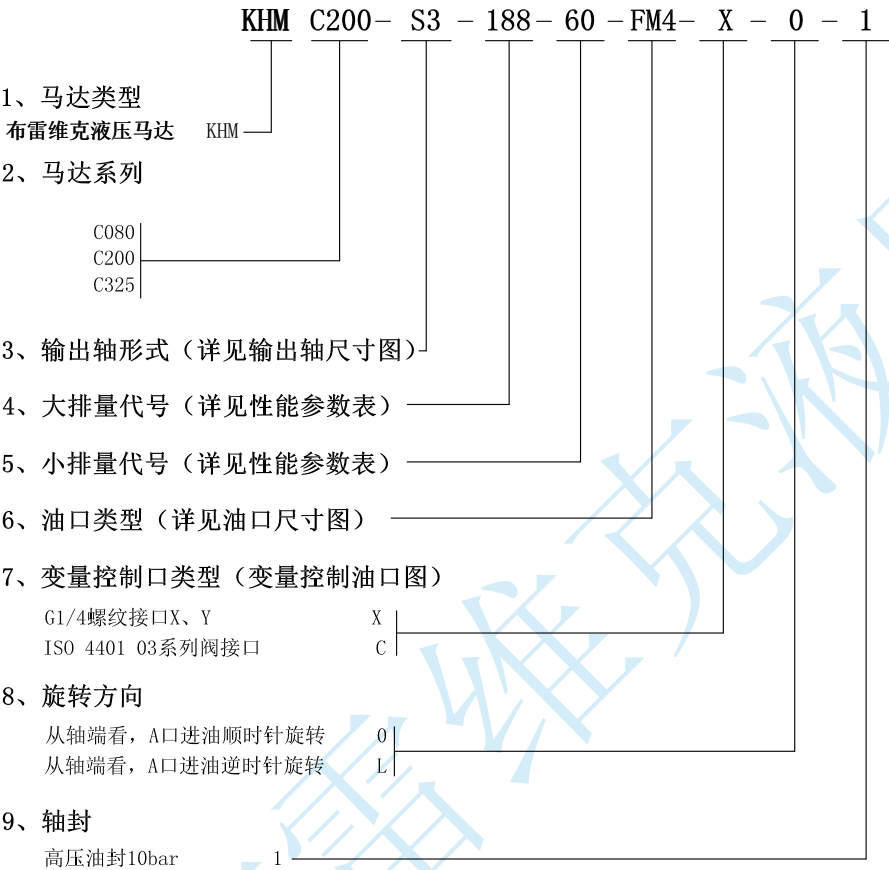 KHM C200- S3 - 188- 60 -FM4- X - 0 - 1
1、马达类型
布雷维克液压马达 KHM
2、马达系列
C080
C200
C325
3、输出轴形式（详见输出轴尺寸图）
4、大排量代号（详见性能参数表）
5、小排量代号（详见性能参数表）
6、油口类型（详见油口尺寸图）
7、变量控制口类型（变量控制油口图）
G1/4螺纹接口X、Y X
ISO 4401 03系列阀接口 C
8、旋转方向
从轴端看，A口进油顺时针旋转 0
从轴端看，A口进油逆时针旋转 L
9、轴封
高压油封10bar 1
雷维克液